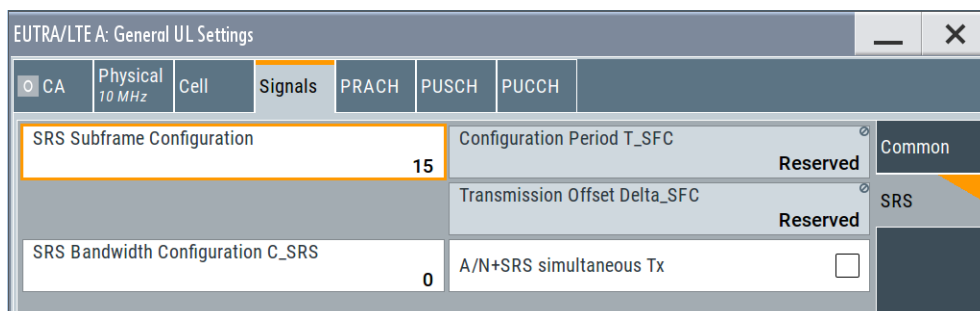 EUTRA/LTE A: General UL Settings
O CA
Physical
10 MHz
Cell
Signals
PRACH
PUSCH
PUCCH
SRS Subframe Configuration
15
Configuration Period T_SFC
Reserved
Common
Transmission Offset Delta_SFC
Reserved
SRS
SRS Bandwidth Configuration C_SRS
0
A/N+SRS simultaneous Tx